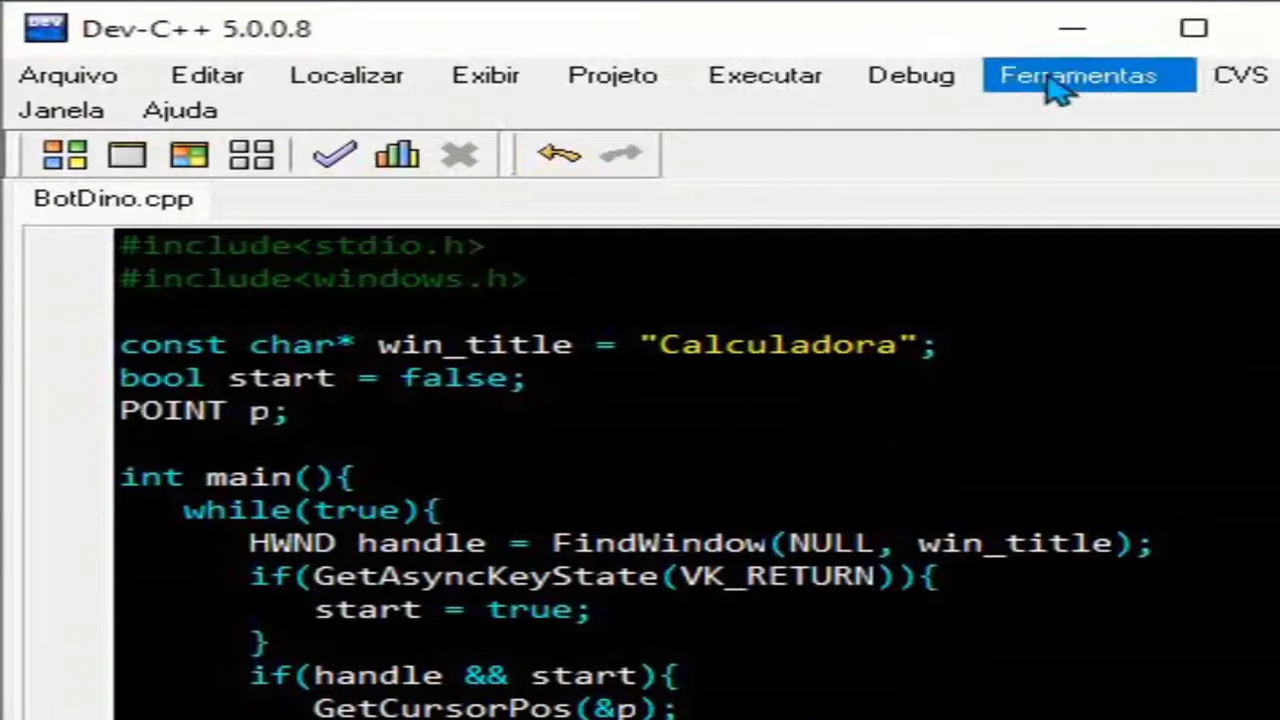 Dev-C++ 5.0.0.8
Arquivo Editar Localizar Exibir Projeto Executar Debug Ferramentas CVS
Janela Ajuda
BotDino.cpp
#include<stdio.h>
#include<windows.h>
const char* win_title = "Calculadora";
bool start = false;
POINT p;
int main(){
while(true){
HWND handle = FindWindow(NULL, win_title);
if(GetAsyncKeyState(VK_RETURN)){
start = true;
}
if(handle && start){
GetCursorPos(&p);